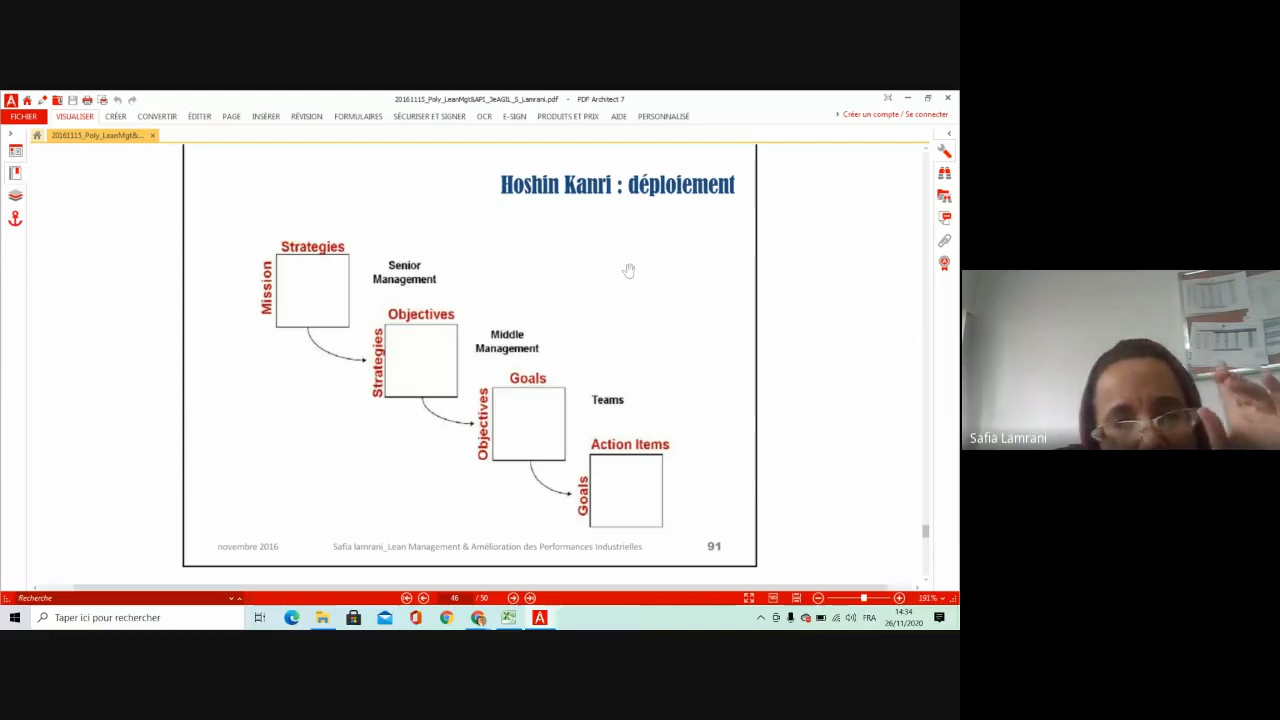 20161115_Poly_LeanMgt&API_3eAGIL_S_Lamrani.pdf - PDF Architect 7
FICHIER VISUALISER CRÉER CONVERTIR ÉDITER PAGE INSÉRER RÉVISION FORMULAIRES SÉCURISER ET SIGNER OCR E-SIGN PRODUITS ET PRIX AIDE PERSONNALISÉ Créer un compte / Se connecter
20161115_Poly_LeanMgt&...
Hoshin Kanri : déploiement
Strategies
Mission
Senior
Management
Objectives
Strategies
Middle
Management
Goals
Objectives
Teams
Action Items
Goals
novembre 2016 Safia lamrani_Lean Management & Amélioration des Performances Industrielles 91
Safia Lamrani
Recherche 46 / 50 191%
Taper ici pour rechercher FRA 14:34
26/11/2020